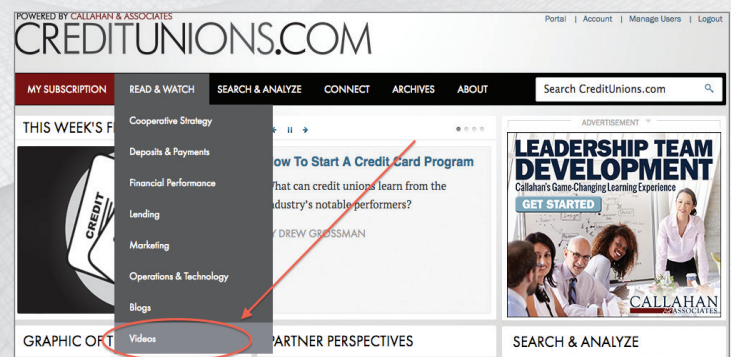 POWERED BY CALLAHAN & ASSOCIATES
CREDITUNIONS.COM
Portal | Account | Manage Users | Logout
MY SUBSCRIPTION READ & WATCH SEARCH & ANALYZE CONNECT ARCHIVES ABOUT
Search CreditUnions.com
THIS WEEK'S F
Cooperative Strategy
Deposits & Payments
Financial Performance
Lending
Marketing
Operations & Technology
Blogs
Videos
CREDIT
ow To Start A Credit Card Program
hat can credit unions learn from the
dustry's notable performers?
Y DREW GROSSMAN
ADVERTISEMENT
LEADERSHIP TEAM
DEVELOPMENT
Callahan's Game-Changing Learning Experience
GET STARTED
CALLAHAN
& ASSOCIATES
GRAPHIC OF T
PARTNER PERSPECTIVES
SEARCH & ANALYZE